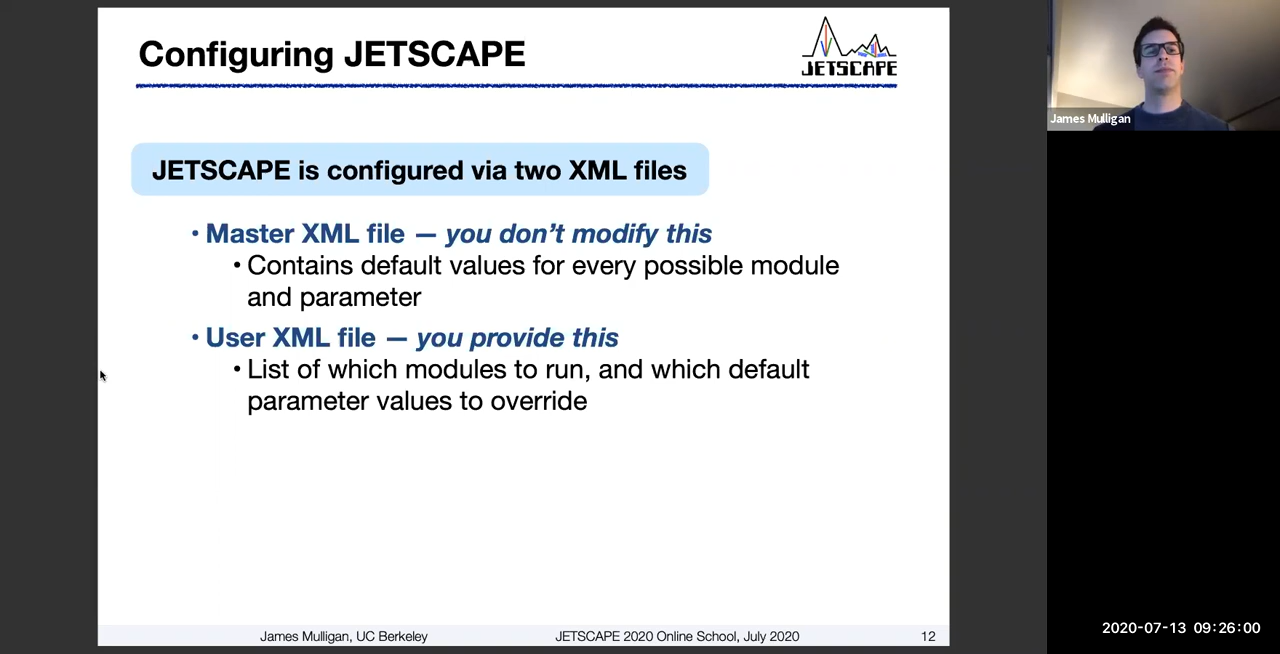 Configuring JETSCAPE
JETSCAPE
JETSCAPE is configured via two XML files
• Master XML file — you don't modify this
• Contains default values for every possible module
and parameter
• User XML file — you provide this
• List of which modules to run, and which default
parameter values to override
James Mulligan, UC Berkeley
JETSCAPE 2020 Online School, July 2020
12
James Mulligan
2020-07-13 09:26:00